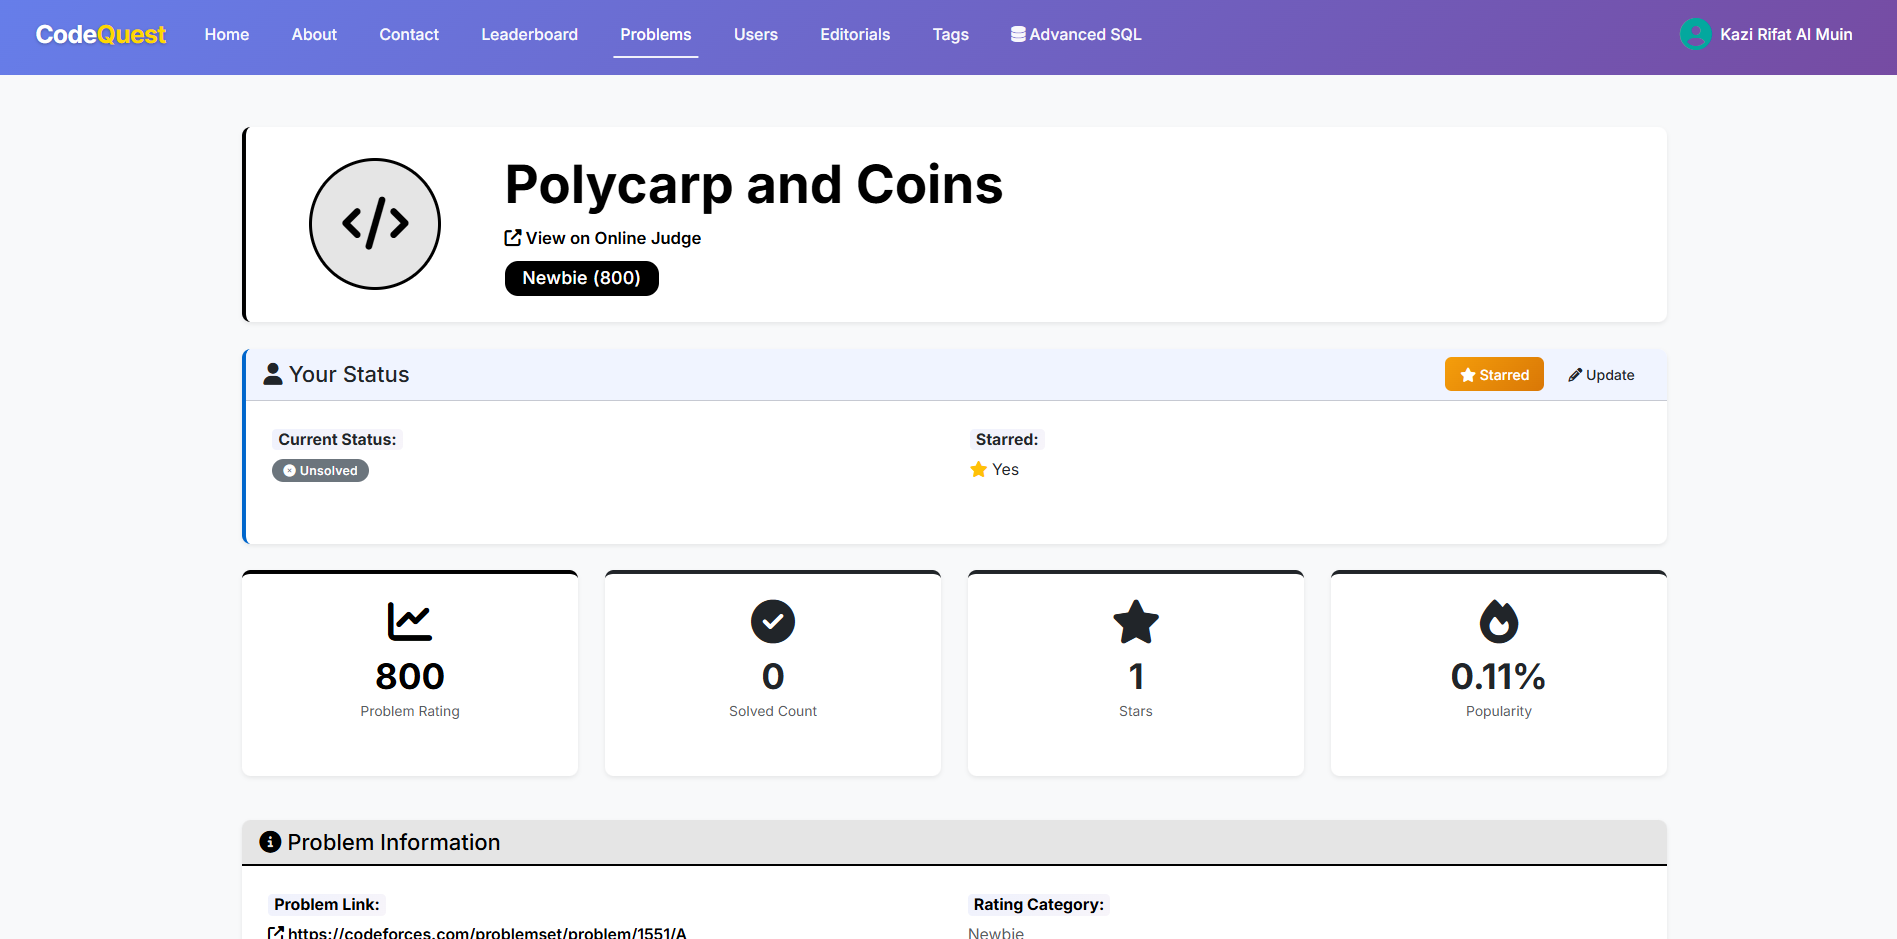 CodeQuest Home About Contact Leaderboard Problems Users Editorials Tags Advanced SQL Kazi Rifat Al Muin
Polycarp and Coins
View on Online Judge
Newbie (800)
Your Status Starred Update
Current Status: Starred:
Unsolved Yes
800 0 1 0.11%
Problem Rating Solved Count Stars Popularity
Problem Information
Problem Link: Rating Category:
https://codeforces.com/problemset/problem/1551/A Newbie